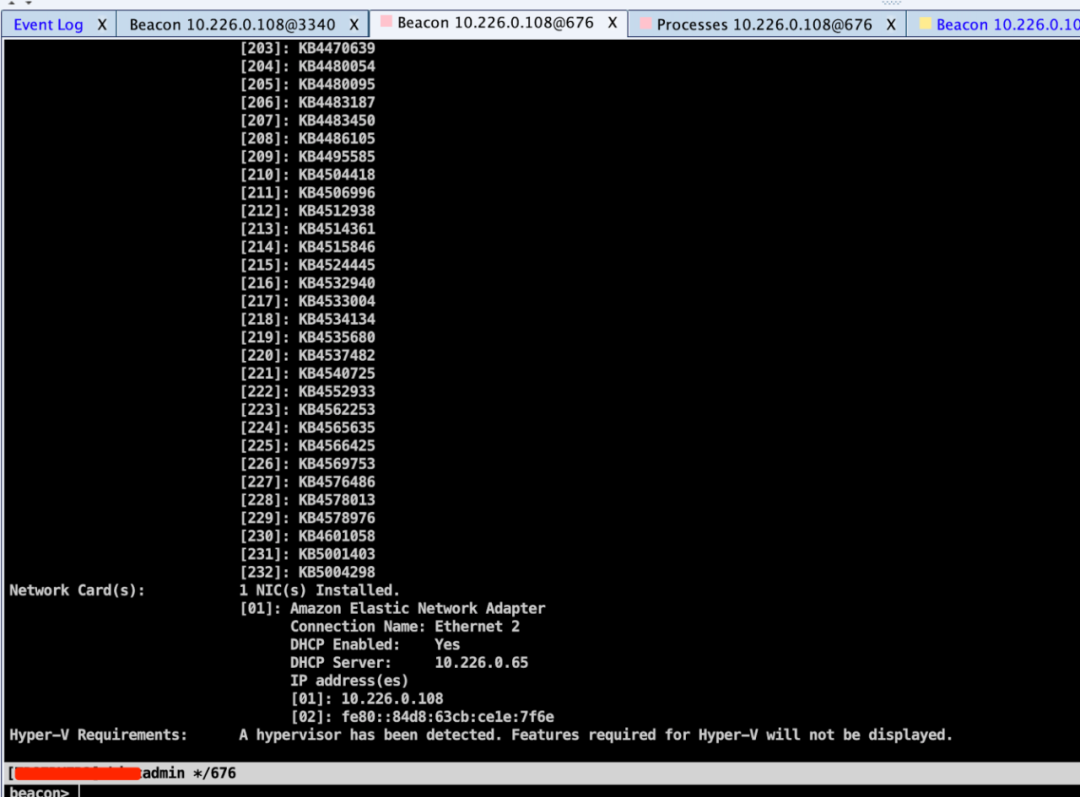 Event Log X Beacon 10.226.0.108@3340 X Beacon 10.226.0.108@676 X Processes 10.226.0.108@676 X Beacon 10.226.0.10
[203]: KB4470639
[204]: KB4480054
[205]: KB4480095
[206]: KB4483187
[207]: KB4483450
[208]: KB4486105
[209]: KB4495585
[210]: KB4504418
[211]: KB4506996
[212]: KB4512938
[213]: KB4514361
[214]: KB4515846
[215]: KB4524445
[216]: KB4532940
[217]: KB4533004
[218]: KB4534134
[219]: KB4535680
[220]: KB4537482
[221]: KB4540725
[222]: KB4552933
[223]: KB4562253
[224]: KB4565635
[225]: KB4566425
[226]: KB4569753
[227]: KB4576486
[228]: KB4578013
[229]: KB4578976
[230]: KB4601058
[231]: KB5001403
[232]: KB5004298
Network Card(s): 1 NIC(s) Installed.
[01]: Amazon Elastic Network Adapter
Connection Name: Ethernet 2
DHCP Enabled: Yes
DHCP Server: 10.226.0.65
IP address(es)
[01]: 10.226.0.108
[02]: fe80::84d8:63cb:ce1e:7f6e
Hyper-V Requirements: A hypervisor has been detected. Features required for Hyper-V will not be displayed.
[ admin */676
beacon>